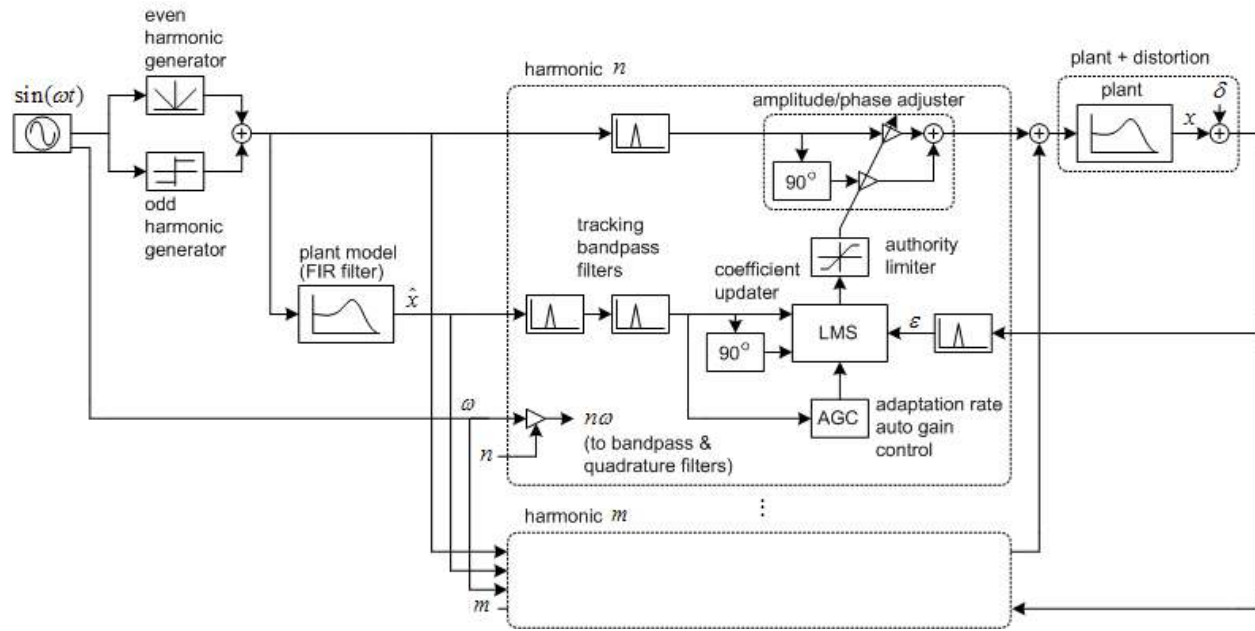 even
harmonic
generator
sin(ωt)
odd
harmonic
generator
plant model
(FIR filter)
x̂
harmonic n
amplitude/phase adjuster
90°
tracking
bandpass
filters
coefficient
updater
authority
limiter
90°
LMS
ε
AGC
adaptation rate
auto gain
control
ω
n
nω
(to bandpass &
quadrature filters)
plant + distortion
plant
x
δ
⋮
harmonic m
m